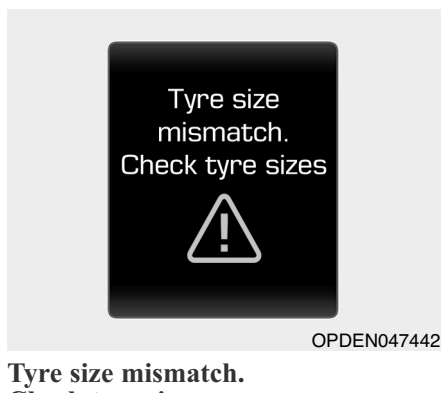 Tyre size
mismatch.
Check tyre sizes
OPDEN047442
Tyre size mismatch.